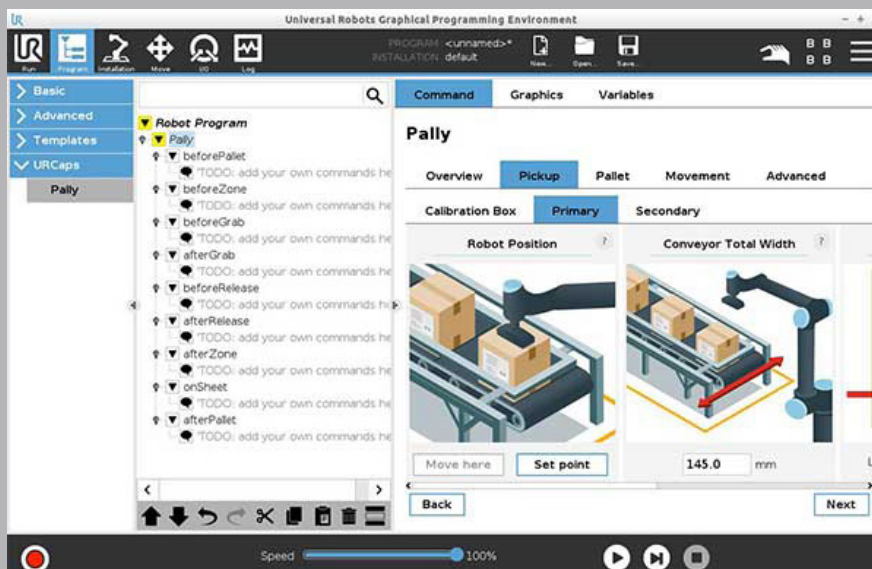 UR
Universal Robots Graphical Programming Environment
UR
Run
Program
Installation
Move
I/O
Log
PROGRAM <unnamed>*
INSTALLATION default
New...
Open...
Save...
B B
B B
Basic
Advanced
Templates
URCaps
Pally
Robot Program
Pally
beforePallet
'TODO: add your own commands he
beforeZone
'TODO: add your own commands he
beforeGrab
'TODO: add your own commands he
afterGrab
'TODO: add your own commands he
beforeRelease
'TODO: add your own commands he
afterRelease
'TODO: add your own commands he
afterZone
'TODO: add your own commands he
onSheet
'TODO: add your own commands he
afterPallet
'TODO: add your own commands he
Command Graphics Variables
Pally
Overview Pickup Pallet Movement Advanced
Calibration Box Primary Secondary
Robot Position ? Conveyor Total Width ?
Move here Set point 145.0 mm
Back Next
Speed 100%